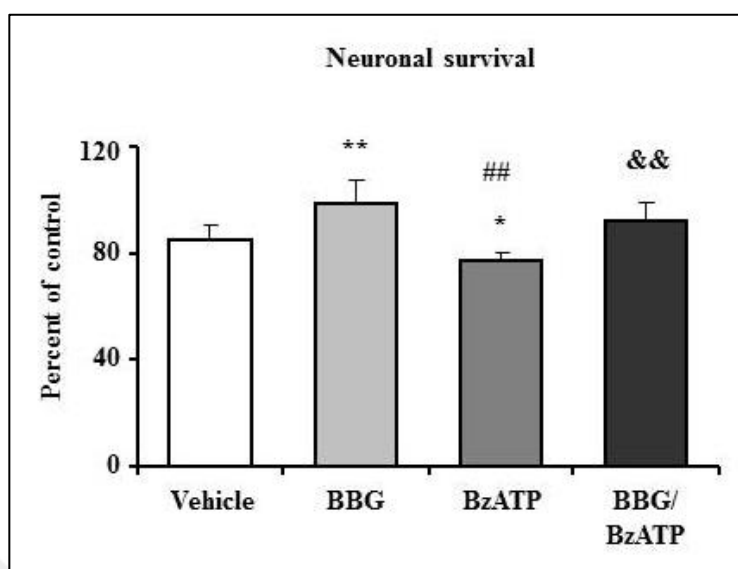 Neuronal survival
Percent of control
120
80
40
0
**
##
*
&&
Vehicle
BBG
BzATP
BBG/
BzATP